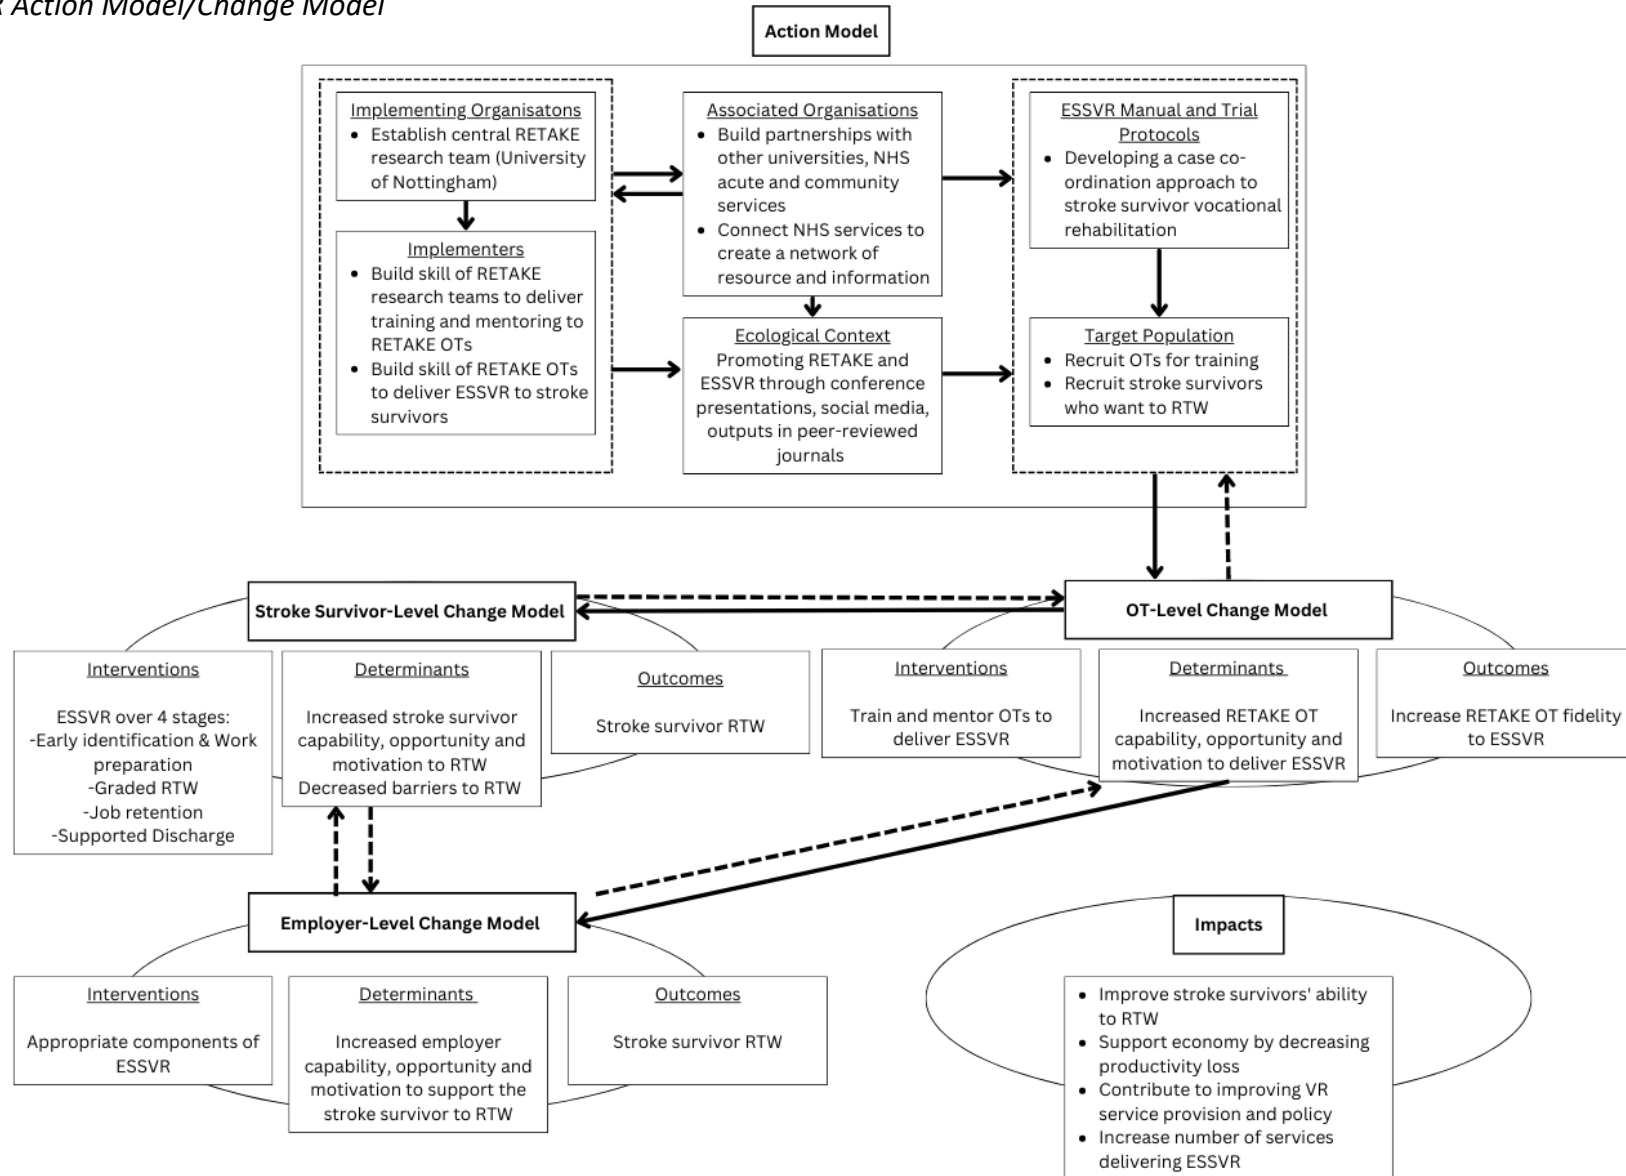 R Action Model/Change Model
Action Model
Implementing Organisatons
• Establish central RETAKE
research team (University
of Nottingham)
Implementers
• Build skill of RETAKE
research teams to deliver
training and mentoring to
RETAKE OTs
• Build skill of RETAKE OTs
to deliver ESSVR to stroke
survivors
Associated Organisations
• Build partnerships with
other universities, NHS
acute and community
services
• Connect NHS services to
create a network of
resource and information
Ecological Context
Promoting RETAKE and
ESSVR through conference
presentations, social media,
outputs in peer-reviewed
journals
ESSVR Manual and Trial
Protocols
• Developing a case co-
ordination approach to
stroke survivor vocational
rehabilitation
Target Population
• Recruit OTs for training
• Recruit stroke survivors
who want to RTW
Stroke Survivor-Level Change Model
Interventions
ESSVR over 4 stages:
-Early identification & Work
preparation
-Graded RTW
-Job retention
-Supported Discharge
Determinants
Increased stroke survivor
capability, opportunity and
motivation to RTW
Decreased barriers to RTW
Outcomes
Stroke survivor RTW
OT-Level Change Model
Interventions
Train and mentor OTs to
deliver ESSVR
Determinants
Increased RETAKE OT
capability, opportunity and
motivation to deliver ESSVR
Outcomes
Increase RETAKE OT fidelity
to ESSVR
Employer-Level Change Model
Interventions
Appropriate components of
ESSVR
Determinants
Increased employer
capability, opportunity and
motivation to support the
stroke survivor to RTW
Outcomes
Stroke survivor RTW
Impacts
• Improve stroke survivors' ability
to RTW
• Support economy by decreasing
productivity loss
• Contribute to improving VR
service provision and policy
• Increase number of services
delivering ESSVR